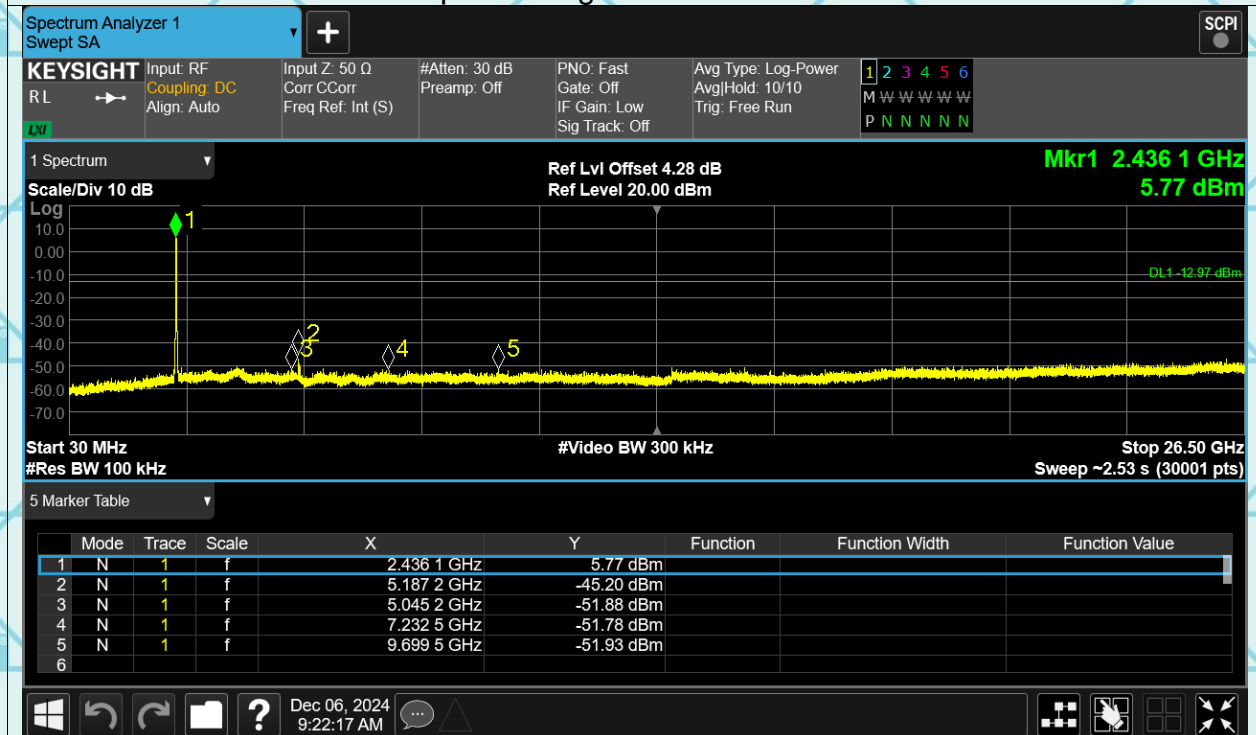 Spectrum Analyzer 1
Swept SA
+
SCPI
KEYSIGHT Input: RF Input Z: 50 Ω #Atten: 30 dB PNO: Fast Avg Type: Log-Power 1 2 3 4 5 6
RL Coupling: DC Corr CCorr Preamp: Off Gate: Off Avg|Hold: 10/10 M W W W W W W
Align: Auto Freq Ref: Int (S) IF Gain: Low Trig: Free Run
LXI Sig Track: Off P N N N N N N
1 Spectrum Ref Lvl Offset 4.28 dB Mkr1 2.436 1 GHz
Scale/Div 10 dB Ref Level 20.00 dBm 5.77 dBm
Log
1
10.0
0.00
-10.0 DL1 -12.97 dBm
-20.0
-30.0
2
-40.0
3 4 5
-50.0
-60.0
-70.0
Start 30 MHz #Video BW 300 kHz Stop 26.50 GHz
#Res BW 100 kHz Sweep ~2.53 s (30001 pts)
5 Marker Table
Mode Trace Scale X Y Function Function Width Function Value
1 N 1 f 2.436 1 GHz 5.77 dBm
2 N 1 f 5.187 2 GHz -45.20 dBm
3 N 1 f 5.045 2 GHz -51.88 dBm
4 N 1 f 7.232 5 GHz -51.78 dBm
5 N 1 f 9.699 5 GHz -51.93 dBm
6
? Dec 06, 2024
9:22:17 AM